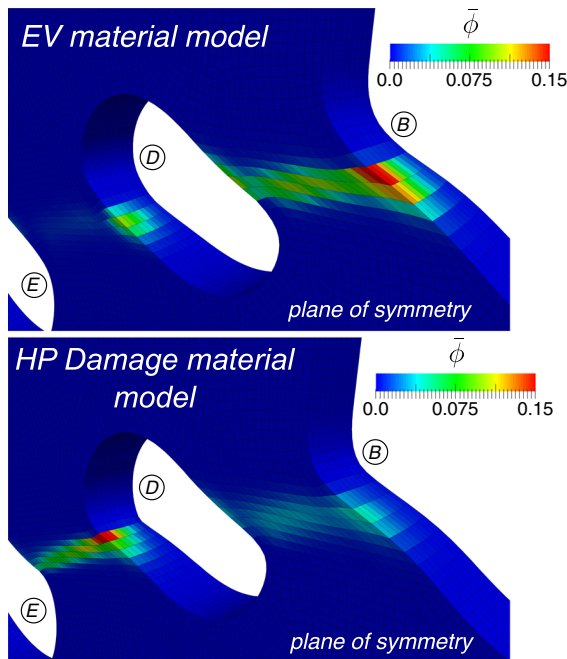 EV material model
ϕ̄
0.0 0.075 0.15
B
D
E
plane of symmetry
HP Damage material
model
ϕ̄
0.0 0.075 0.15
B
D
E
plane of symmetry